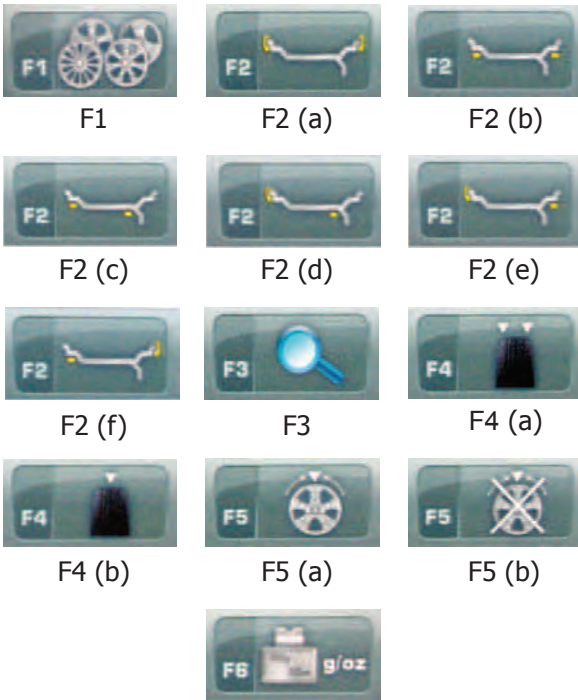 F1 F2 F2
F1 F2 (a) F2 (b)
F2 F2 F2
F2 (c) F2 (d) F2 (e)
F2 F3 F4
F2 (f) F3 F4 (a)
F4 F5 F5
F4 (b) F5 (a) F5 (b)
F6 g/oz